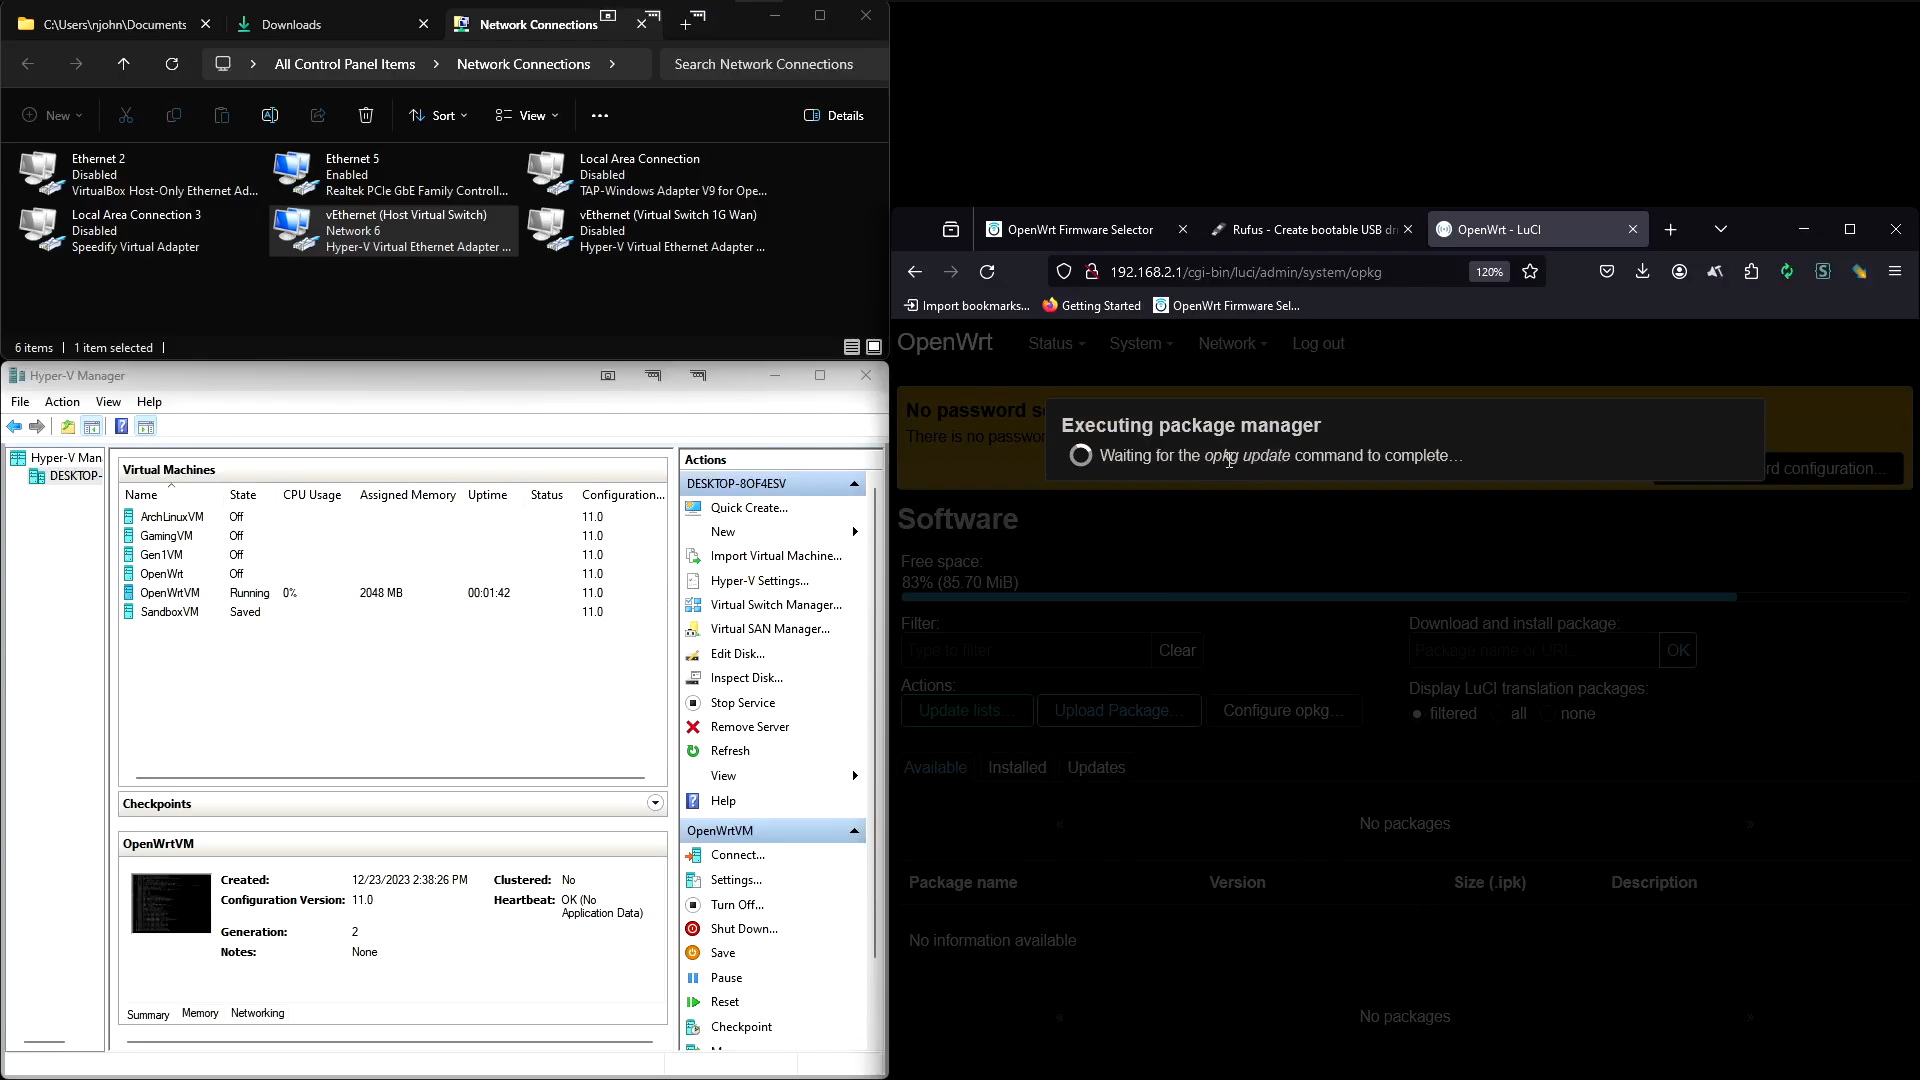 C:\Users\njohn\Documents
Downloads
Network Connections
All Control Panel Items
Network Connections
Search Network Connections
New
Sort
View
Details
Ethernet 2
Disabled
VirtualBox Host-Only Ethernet Ad...
Ethernet 5
Enabled
Realtek PCIe GbE Family Controll...
Local Area Connection
Disabled
TAP-Windows Adapter V9 for Ope...
Local Area Connection 3
Disabled
Speedify Virtual Adapter
vEthernet (Host Virtual Switch)
Network 6
Hyper-V Virtual Ethernet Adapter ...
vEthernet (Virtual Switch 1G Wan)
Disabled
Hyper-V Virtual Ethernet Adapter ...
6 items
1 item selected
Hyper-V Manager
File Action View Help
Hyper-V Man
DESKTOP-
Virtual Machines
Name State CPU Usage Assigned Memory Uptime Status Configuration...
ArchLinuxVM Off 11.0
GamingVM Off 11.0
Gen1VM Off 11.0
OpenWrt Off 11.0
OpenWrtVM Running 0% 2048 MB 00:01:42 11.0
SandboxVM Saved 11.0
Checkpoints
OpenWrtVM
Created: 12/23/2023 2:38:26 PM
Configuration Version: 11.0
Generation: 2
Notes: None
Clustered: No
Heartbeat: OK (No
Application Data)
Summary Memory Networking
Actions
DESKTOP-8OF4ESV
Quick Create...
New
Import Virtual Machine...
Hyper-V Settings...
Virtual Switch Manager...
Virtual SAN Manager...
Edit Disk...
Inspect Disk...
Stop Service
Remove Server
Refresh
View
Help
OpenWrtVM
Connect...
Settings...
Turn Off...
Shut Down...
Save
Pause
Reset
Checkpoint
OpenWrt Firmware Selector
Rufus - Create bootable USB dri
OpenWrt - LuCI
192.168.2.1/cgi-bin/luci/admin/system/opkg
120%
Import bookmarks...
Getting Started
OpenWrt Firmware Sel...
OpenWrt Status System Network Log out
No password s
There is no passwor
rd configuration...
Executing package manager
Waiting for the opkg update command to complete…
Software
Free space:
83% (85.70 MiB)
Filter:
Type to filter
Clear
Download and install package:
Package name or URL…
OK
Actions:
Update lists…
Upload Package…
Configure opkg…
Display LuCI translation packages:
filtered all none
Available Installed Updates
« No packages »
Package name Version Size (.ipk) Description
No information available
« No packages »